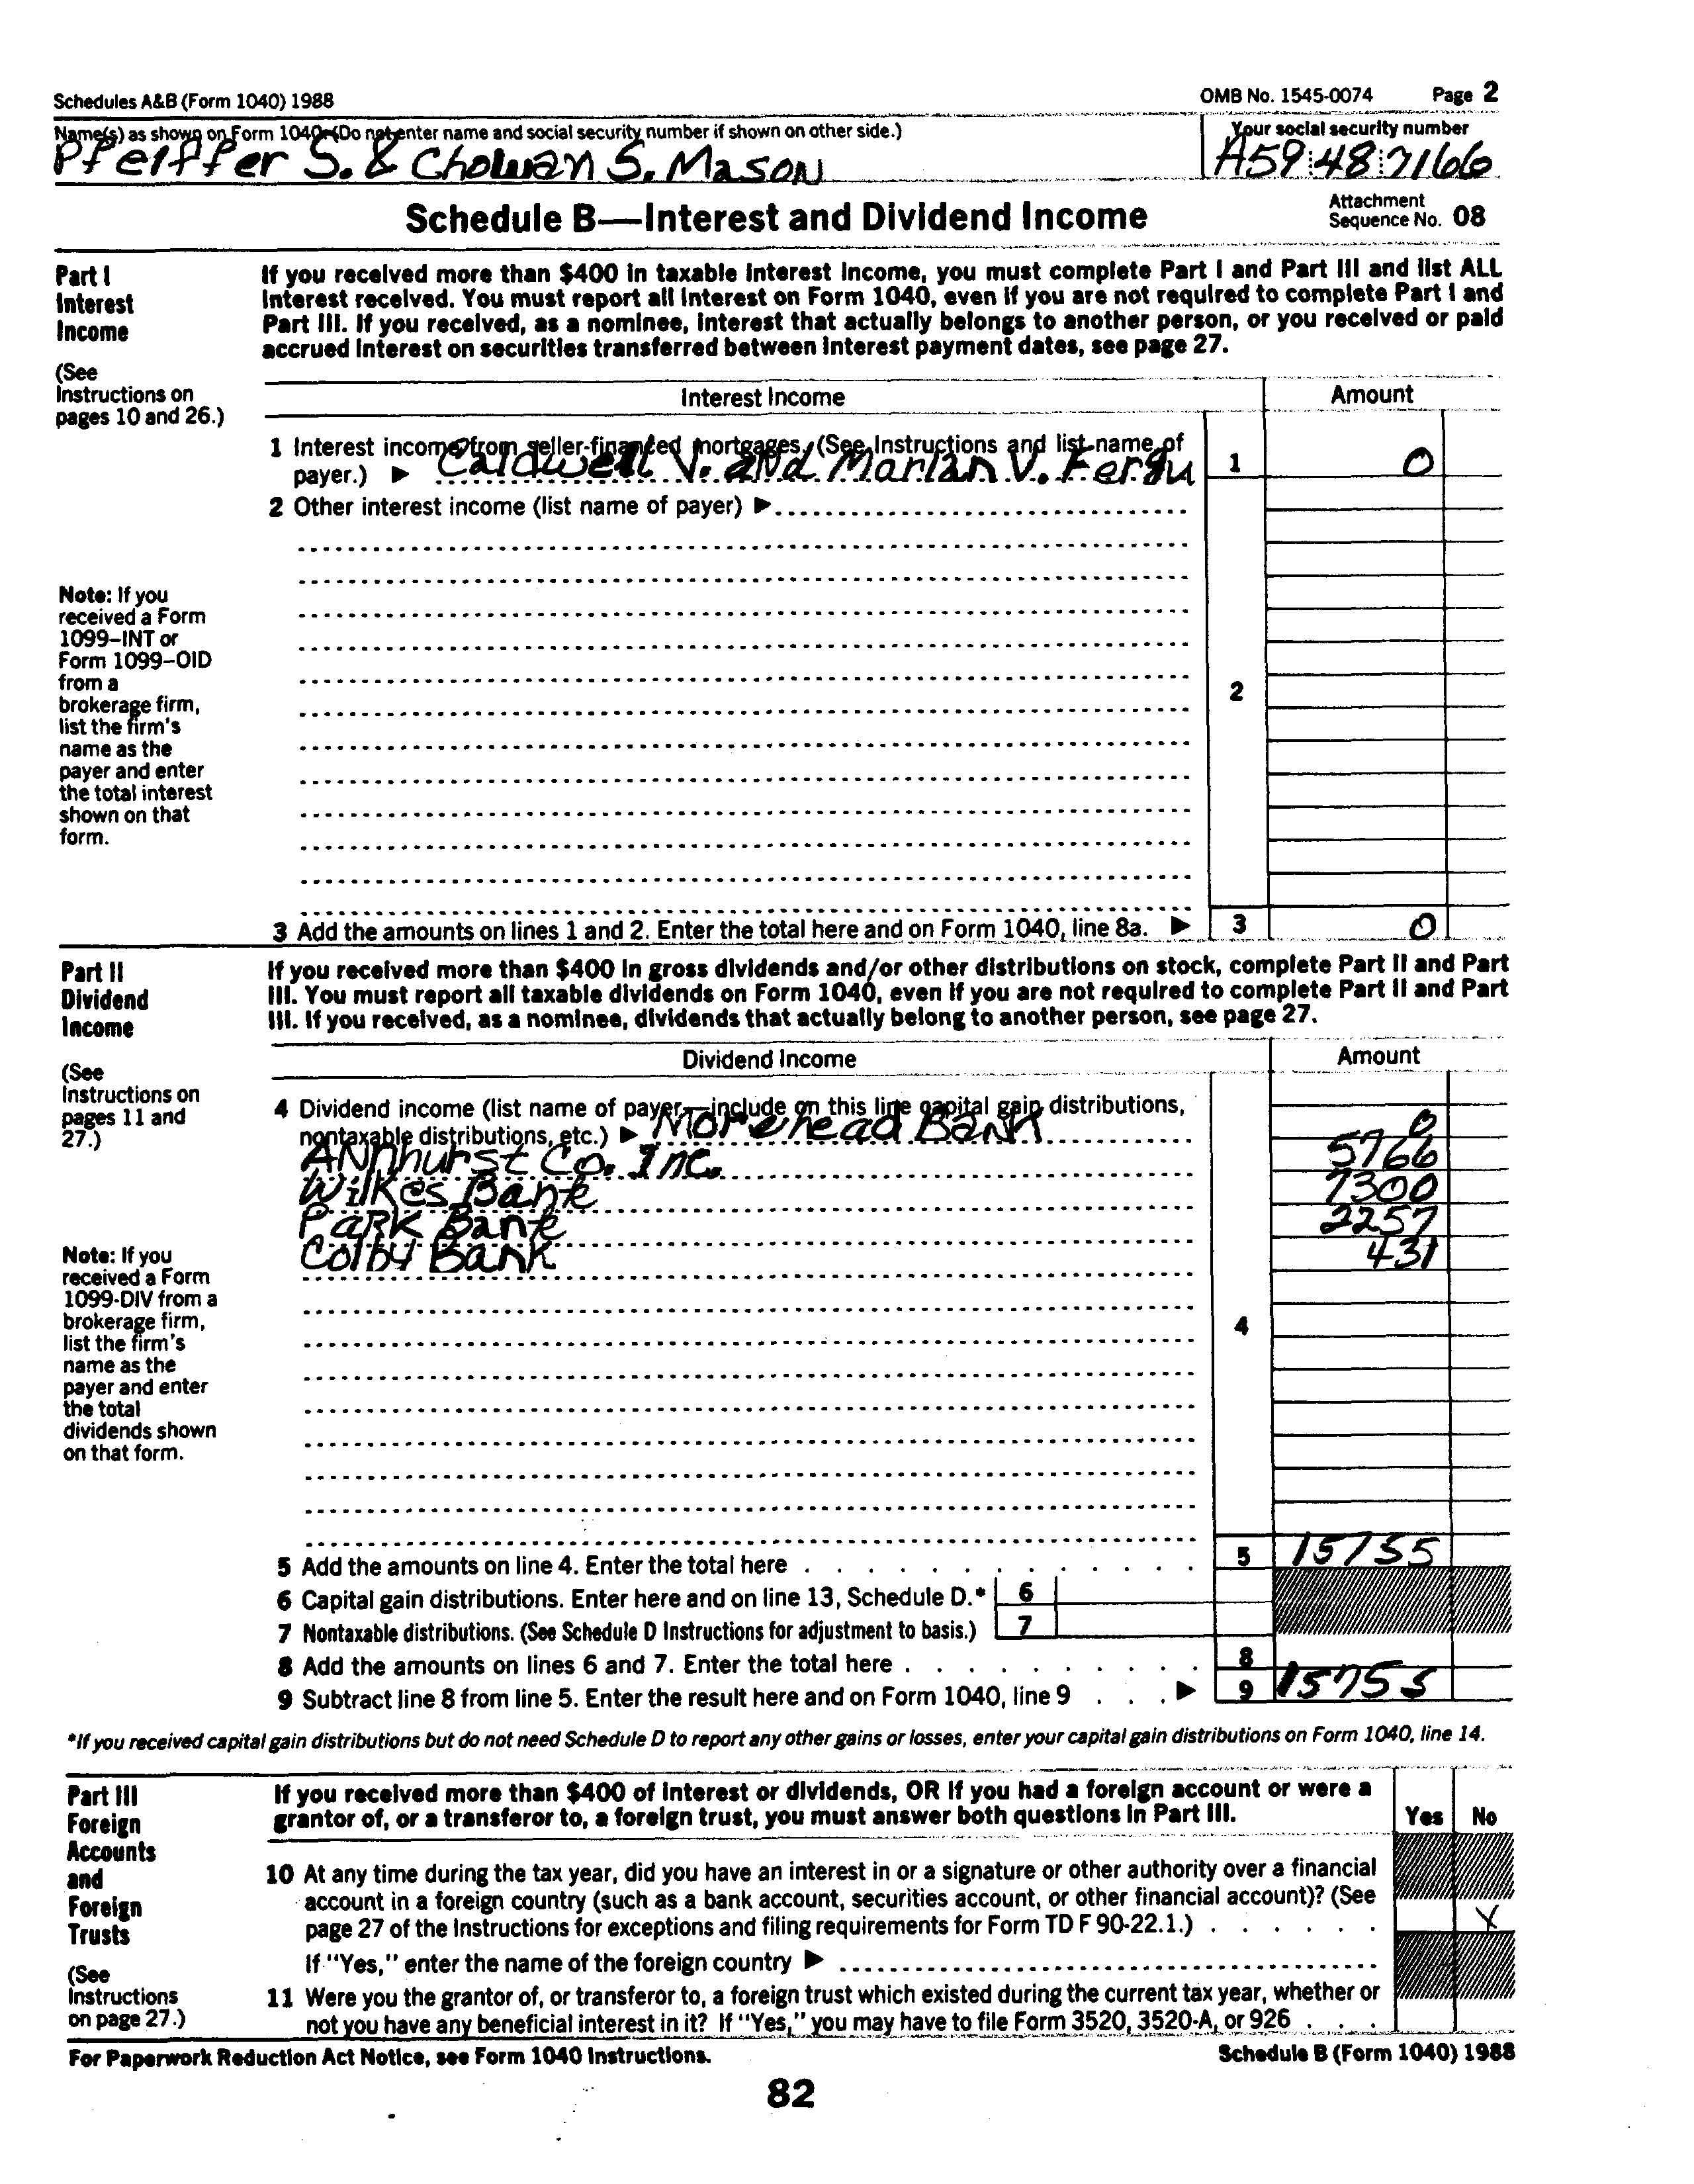 Schedules A&B (Form 1040) 1988 OMB No. 1545-0074 Page 2
Name(s) as shown on Form 1040. (Do not enter name and social security number if shown on other side.) Your social security number
Pfeiffer S. & Chowan S. Mason A59 48 7166
Schedule B—Interest and Dividend Income Attachment Sequence No. 08
Part I Interest Income
(See Instructions on pages 10 and 26.)
If you received more than $400 in taxable interest income, you must complete Part I and Part III and list ALL
interest received. You must report all interest on Form 1040, even if you are not required to complete Part I and
Part III. If you received, as a nominee, interest that actually belongs to another person, or you received or paid
accrued interest on securities transferred between interest payment dates, see page 27.
Interest Income Amount
1 Interest income from seller-financed mortgages. (See Instructions and list name of
payer.) ▶ Caldwell V. and Marian V. Fergu 1 0
2 Other interest income (list name of payer) ▶
Note: If you
received a Form
1099–INT or
Form 1099–OID
from a
brokerage firm,
list the firm's
name as the
payer and enter
the total interest
shown on that
form.
2
3 Add the amounts on lines 1 and 2. Enter the total here and on Form 1040, line 8a. ▶ 3 0
Part II Dividend Income
(See Instructions on pages 11 and 27.)
If you received more than $400 in gross dividends and/or other distributions on stock, complete Part II and Part
III. You must report all taxable dividends on Form 1040, even if you are not required to complete Part II and Part
III. If you received, as a nominee, dividends that actually belong to another person, see page 27.
Dividend Income Amount
4 Dividend income (list name of payer—include on this line capital gain distributions,
nontaxable distributions, etc.) ▶ Morehead Bank 0
ANNhurst Co. Inc. 5766
Wilkes Bank 7300
Park Bank 2257
Colby Bank 431
Note: If you
received a Form
1099-DIV from a
brokerage firm,
list the firm's
name as the
payer and enter
the total
dividends shown
on that form.
4
5 Add the amounts on line 4. Enter the total here 5 15755
6 Capital gain distributions. Enter here and on line 13, Schedule D.* 6
7 Nontaxable distributions. (See Schedule D Instructions for adjustment to basis.) 7
8 Add the amounts on lines 6 and 7. Enter the total here 8
9 Subtract line 8 from line 5. Enter the result here and on Form 1040, line 9 ▶ 9 15755
*If you received capital gain distributions but do not need Schedule D to report any other gains or losses, enter your capital gain distributions on Form 1040, line 14.
Part III Foreign Accounts and Foreign Trusts
(See Instructions on page 27.)
If you received more than $400 of interest or dividends, OR if you had a foreign account or were a
grantor of, or a transferor to, a foreign trust, you must answer both questions in Part III. Yes No
10 At any time during the tax year, did you have an interest in or a signature or other authority over a financial
account in a foreign country (such as a bank account, securities account, or other financial account)? (See
page 27 of the Instructions for exceptions and filing requirements for Form TD F 90-22.1.) X
If "Yes," enter the name of the foreign country ▶
11 Were you the grantor of, or transferor to, a foreign trust which existed during the current tax year, whether or
not you have any beneficial interest in it? If "Yes," you may have to file Form 3520, 3520-A, or 926
For Paperwork Reduction Act Notice, see Form 1040 Instructions. Schedule B (Form 1040) 1988
82